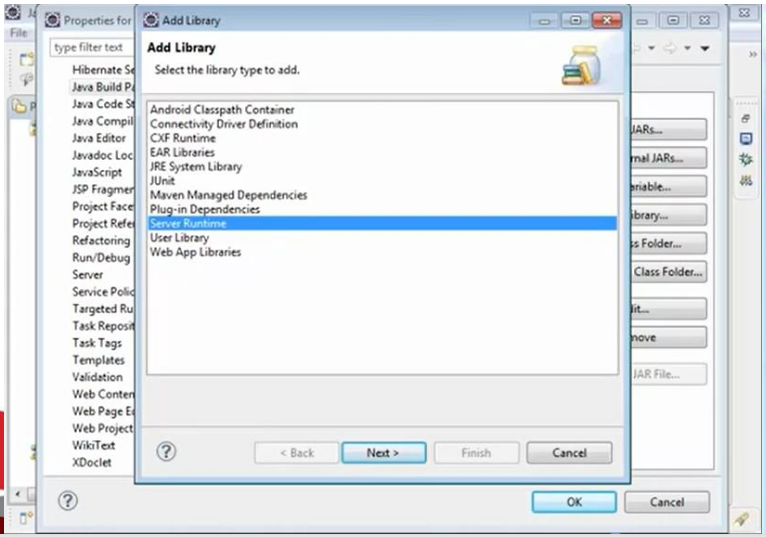 File
Properties for
type filter text
Hibernate Se
Java Build Pa
Java Code St
Java Compil
Java Editor
Javadoc Loc
JavaScript
JSP Fragmen
Project Face
Project Refer
Refactoring
Run/Debug
Server
Service Polic
Targeted Ru
Task Reposit
Task Tags
Templates
Validation
Web Conten
Web Page Ed
Web Project
WikiText
XDoclet
Add Library
Add Library
Select the library type to add.
Android Classpath Container
Connectivity Driver Definition
CXF Runtime
EAR Libraries
JRE System Library
JUnit
Maven Managed Dependencies
Plug-in Dependencies
Server Runtime
User Library
Web App Libraries
< Back
Next >
Finish
Cancel
JARs...
rnal JARs...
ariable...
ibrary...
ss Folder...
Class Folder...
dit...
move
JAR File...
OK
Cancel